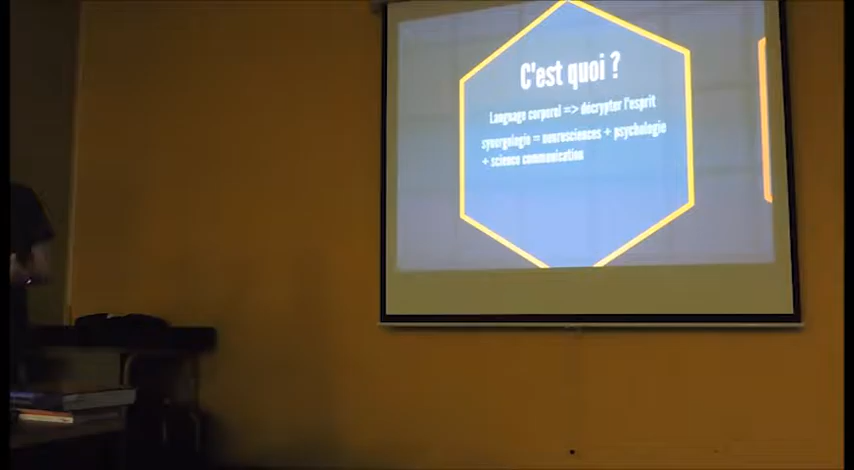 C'est quoi ?
Language corporel => décrypter l'esprit
synergologie = neurosciences + psychologie
+ science communication